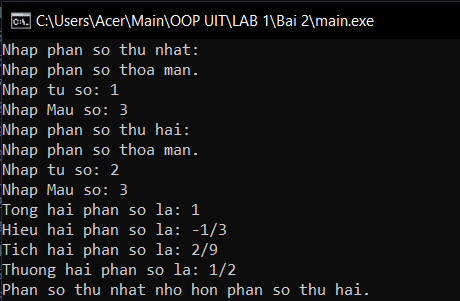 C:\Users\Acer\Main\OOP UIT\LAB 1\Bai 2\main.exe
Nhap phan so thu nhat:
Nhap phan so thoa man.
Nhap tu so: 1
Nhap Mau so: 3
Nhap phan so thu hai:
Nhap phan so thoa man.
Nhap tu so: 2
Nhap Mau so: 3
Tong hai phan so la: 1
Hieu hai phan so la: -1/3
Tich hai phan so la: 2/9
Thuong hai phan so la: 1/2
Phan so thu nhat nho hon phan so thu hai.